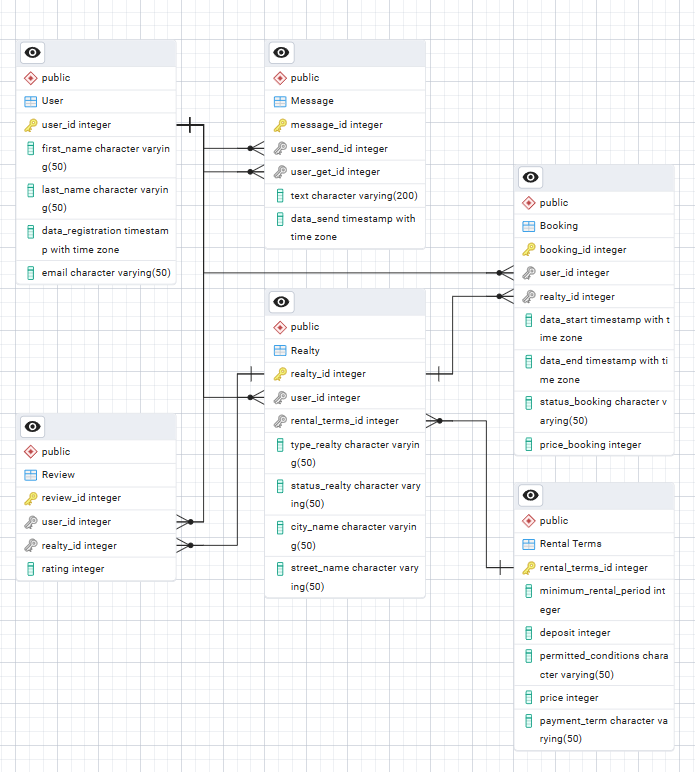 public
User
user_id integer
first_name character varyin
g(50)
last_name character varyin
g(50)
data_registration timestam
p with time zone
email character varying(50)
public
Message
message_id integer
user_send_id integer
user_get_id integer
text character varying(200)
data_send timestamp with
time zone
public
Booking
booking_id integer
user_id integer
realty_id integer
data_start timestamp with t
ime zone
data_end timestamp with ti
me zone
status_booking character v
arying(50)
price_booking integer
public
Realty
realty_id integer
user_id integer
rental_terms_id integer
type_realty character varyin
g(50)
status_realty character vary
ing(50)
city_name character varyin
g(50)
street_name character vary
ing(50)
public
Review
review_id integer
user_id integer
realty_id integer
rating integer
public
Rental Terms
rental_terms_id integer
minimum_rental_period int
eger
deposit integer
permitted_conditions chara
cter varying(50)
price integer
payment_term character va
rying(50)